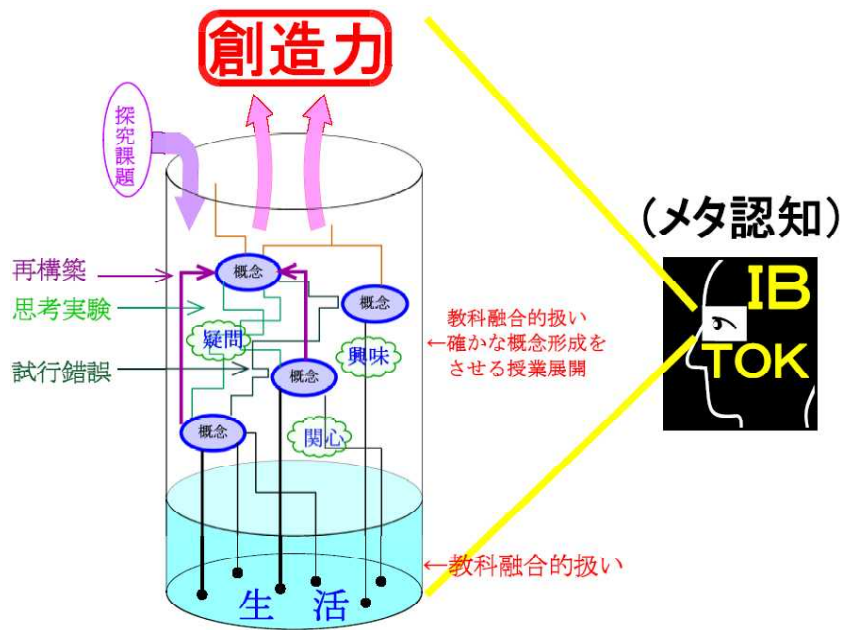 創造力
探究課題
(メタ認知)
再構築
思考実験
試行錯誤
概念
概念
疑問
興味
概念
概念
関心
教科融合的扱い
←確かな概念形成を
させる授業展開
IB
TOK
←教科融合的扱い
生 活